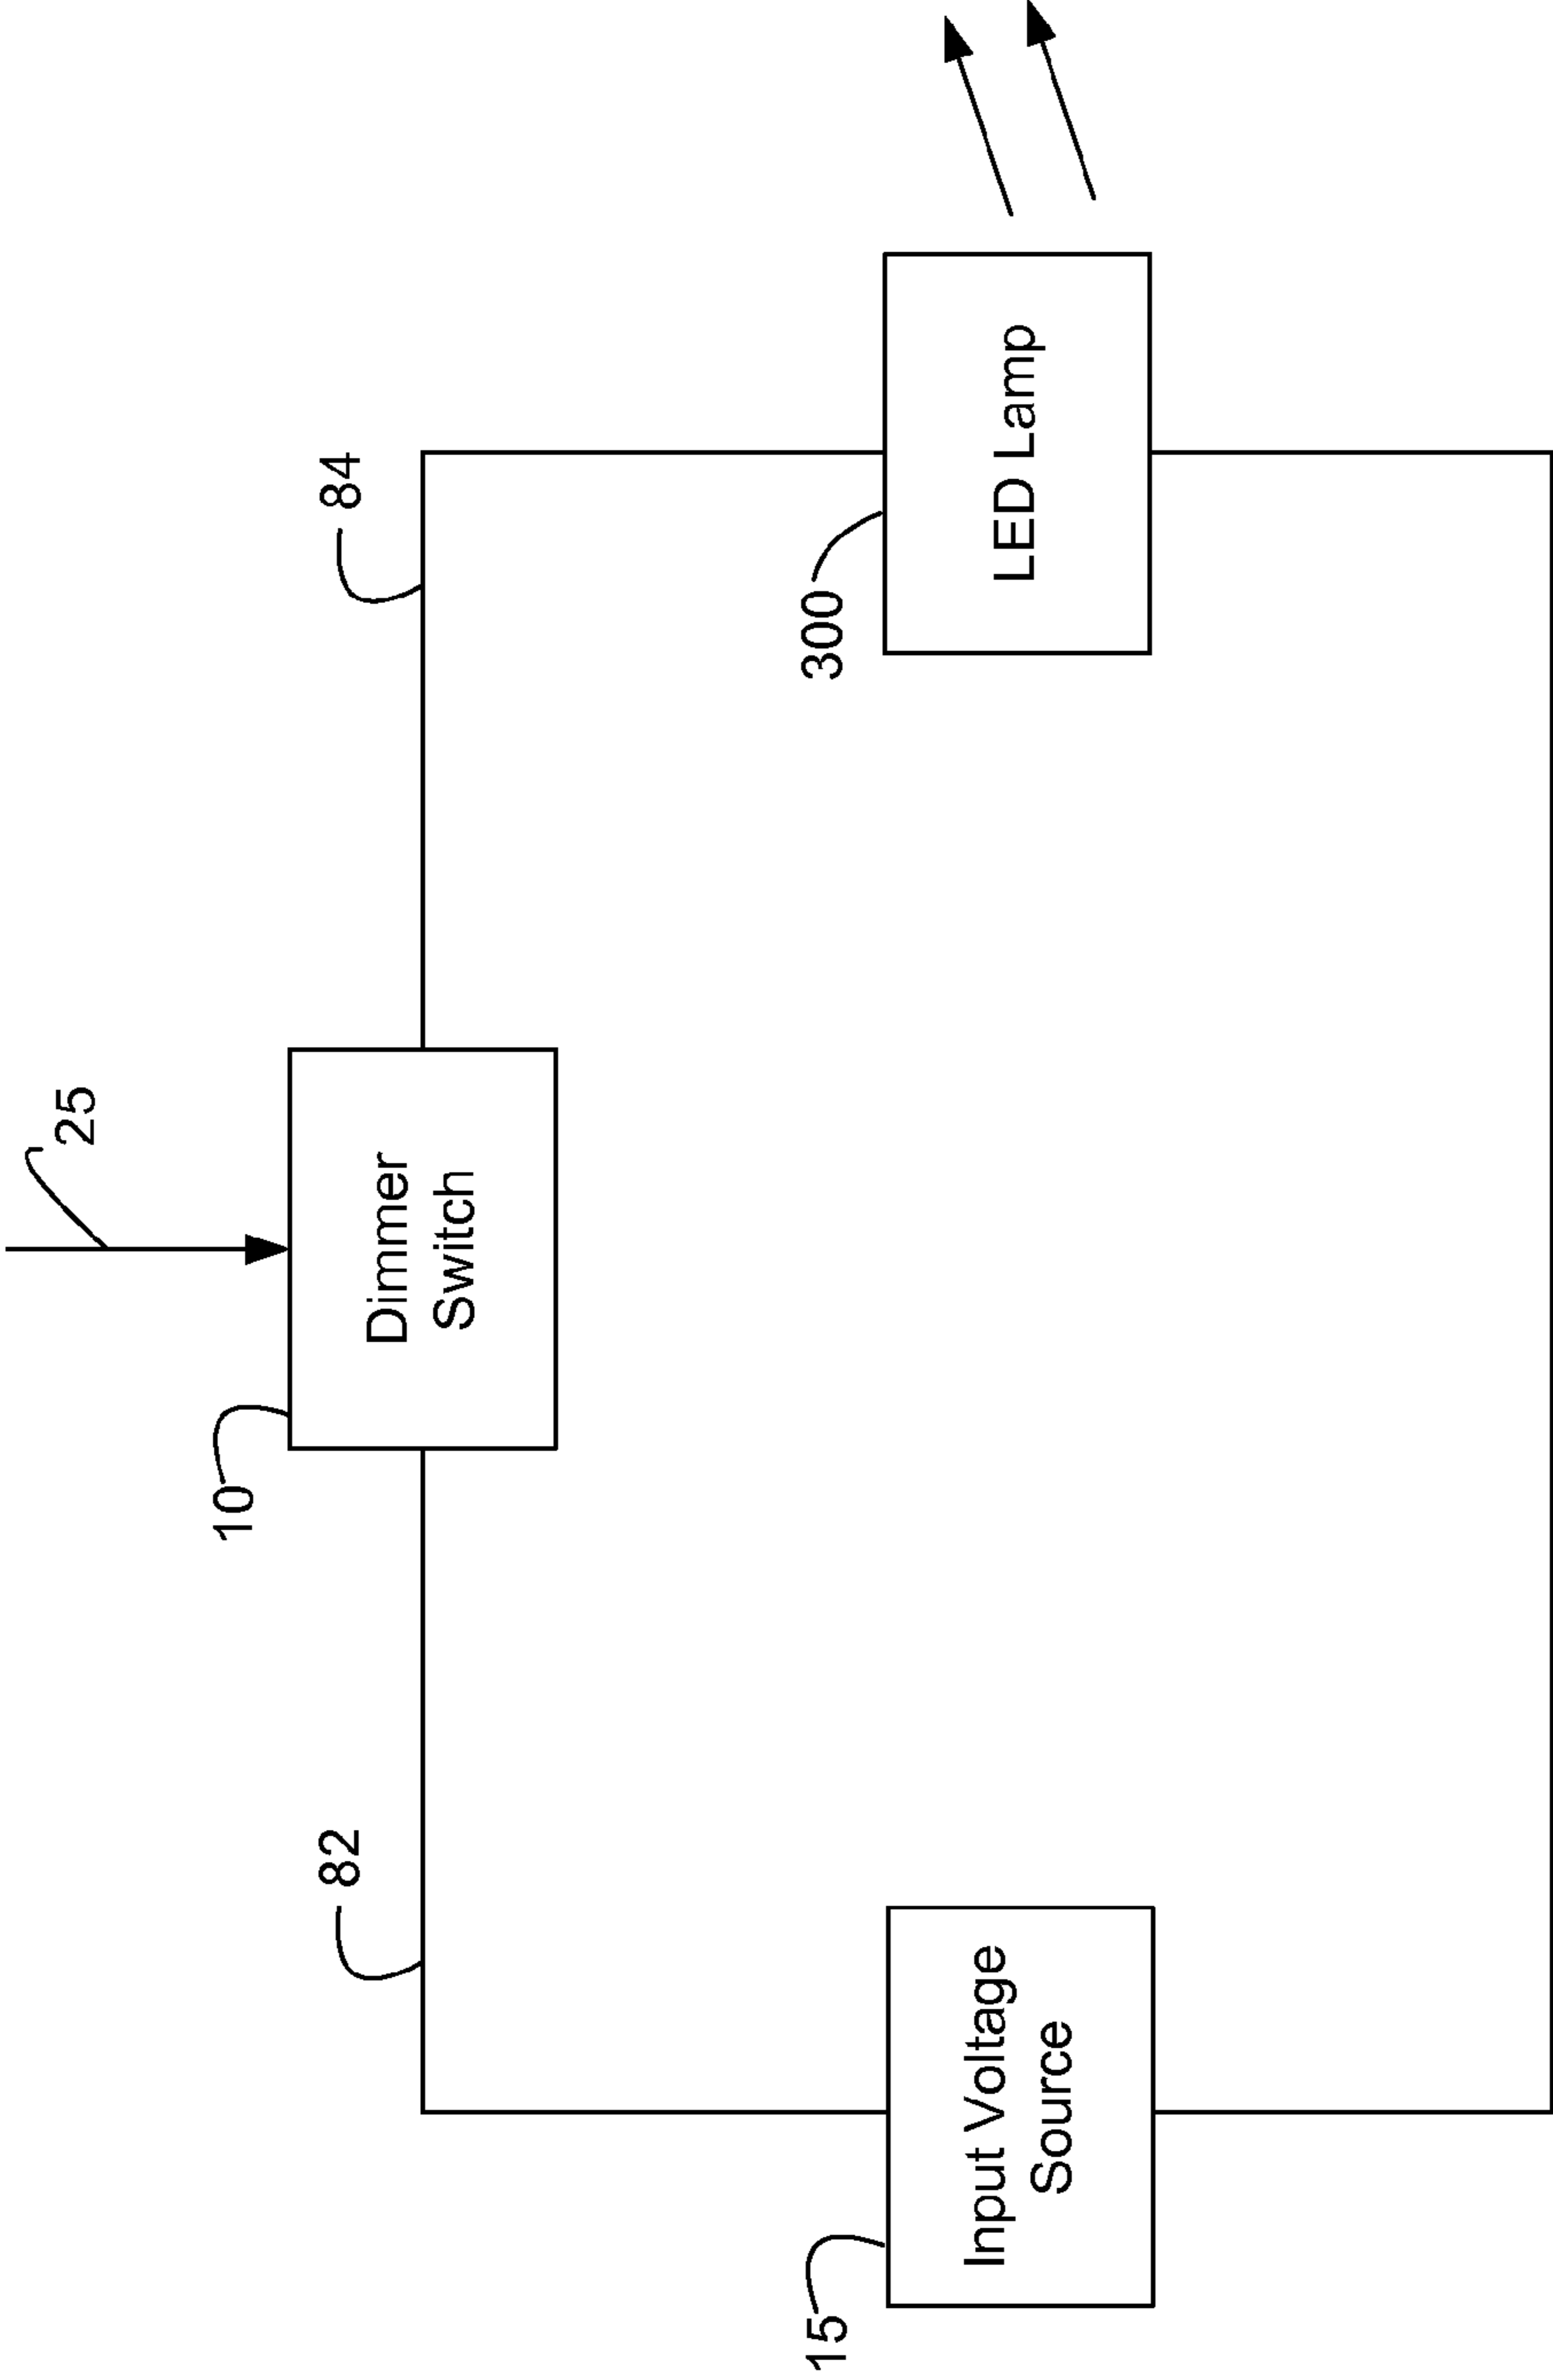 25
10
Dimmer
Switch
82
84
15
Input Voltage
Source
300
LED Lamp